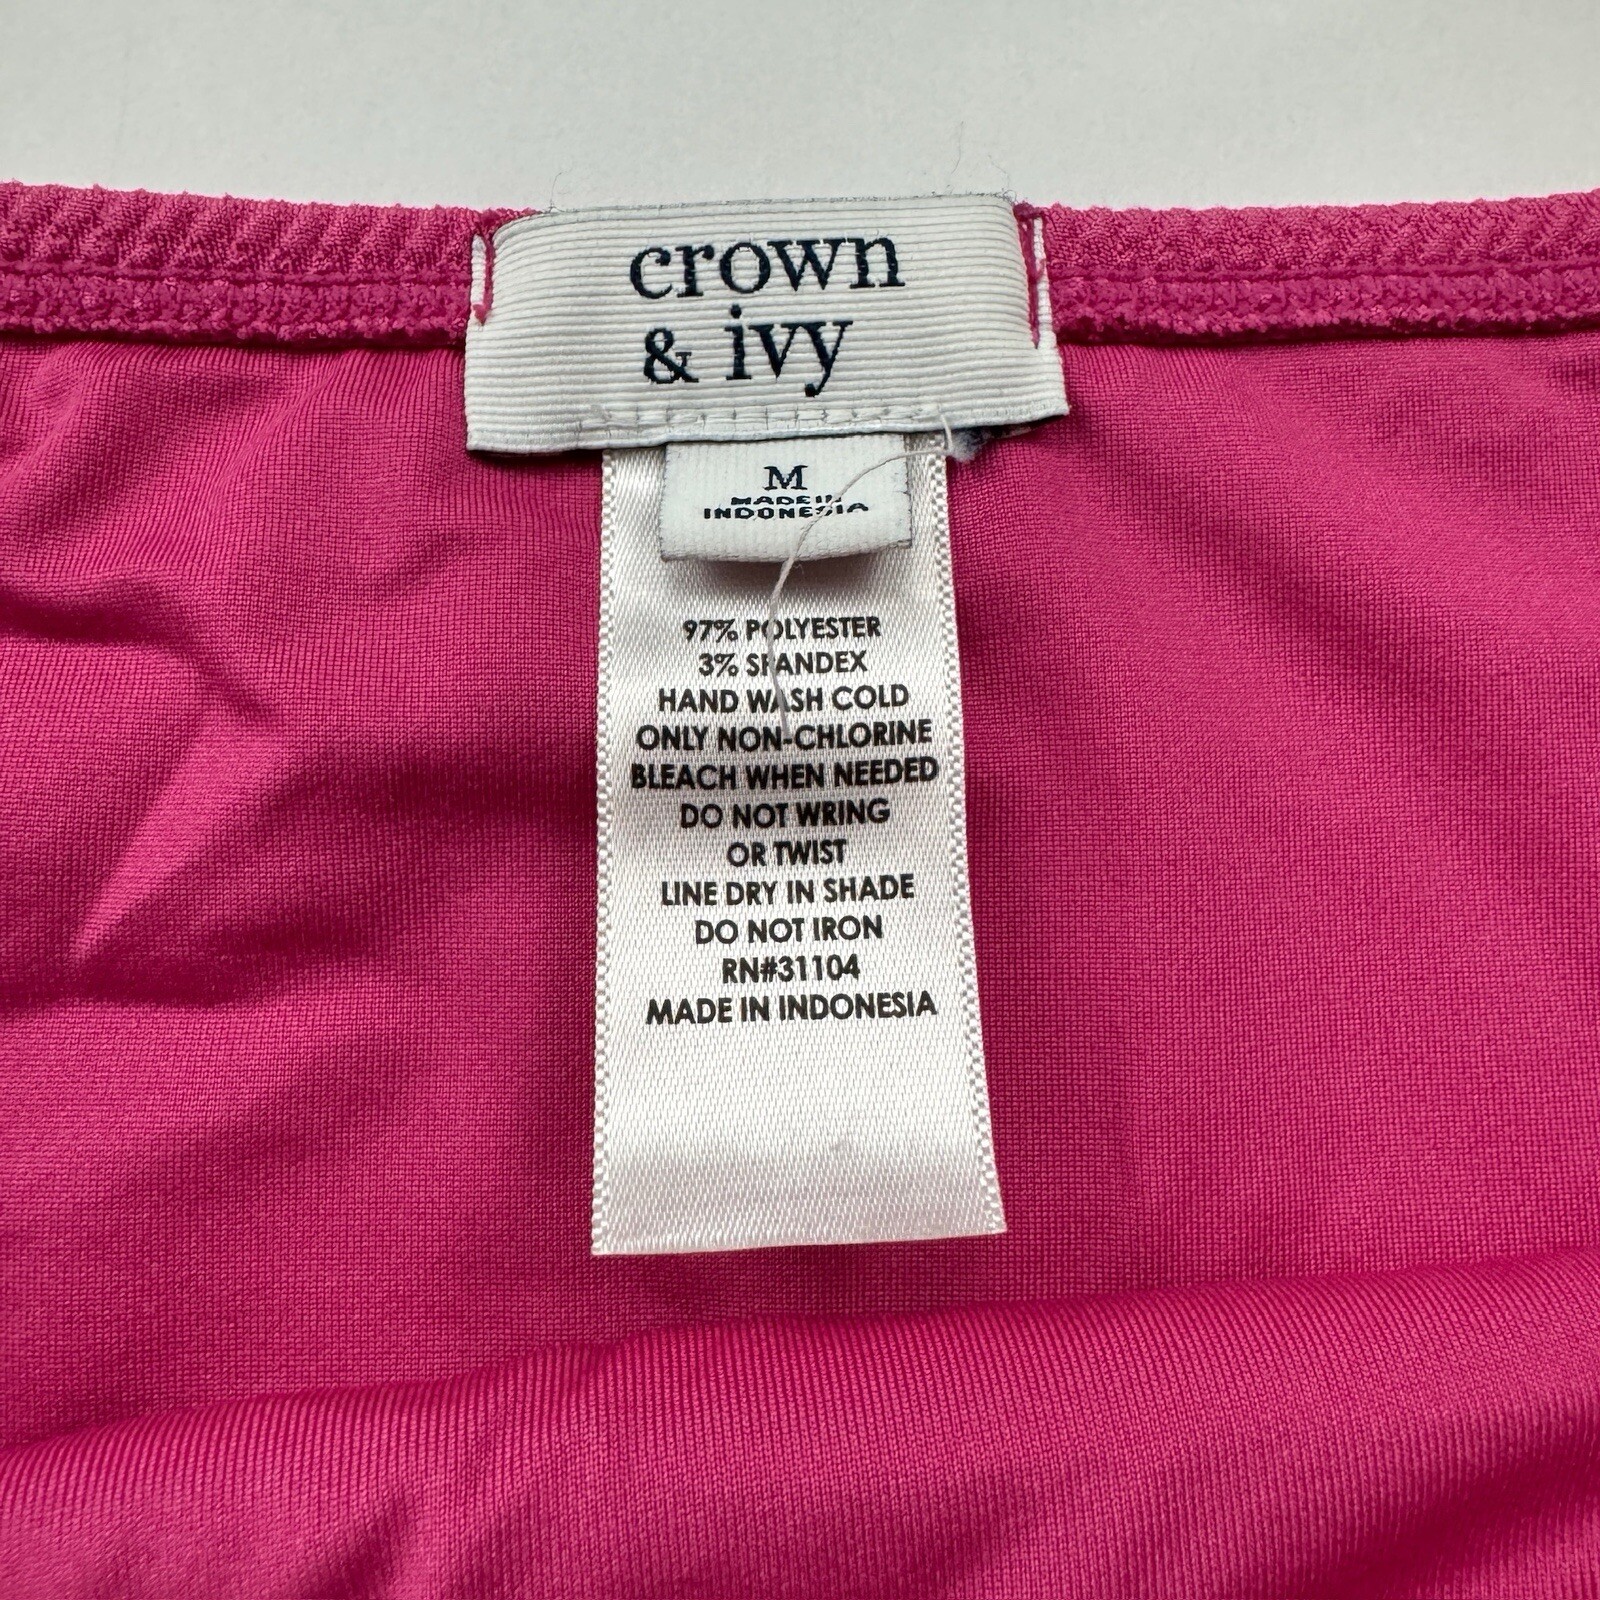 crown
& ivy
M
MADE IN
INDONESIA
97% POLYESTER
3% SPANDEX
HAND WASH COLD
ONLY NON-CHLORINE
BLEACH WHEN NEEDED
DO NOT WRING
OR TWIST
LINE DRY IN SHADE
DO NOT IRON
RN#31104
MADE IN INDONESIA